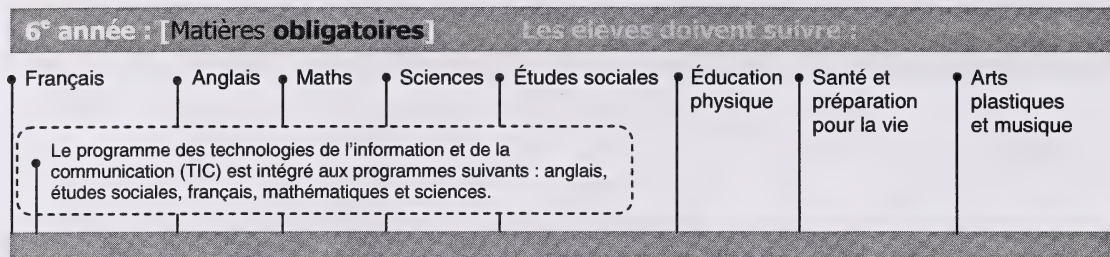 6e année : [Matières obligatoires] Les élèves doivent suivre :
Français
Anglais
Maths
Sciences
Études sociales
Éducation
physique
Santé et
préparation
pour la vie
Arts
plastiques
et musique
Le programme des technologies de l'information et de la
communication (TIC) est intégré aux programmes suivants : anglais,
études sociales, français, mathématiques et sciences.